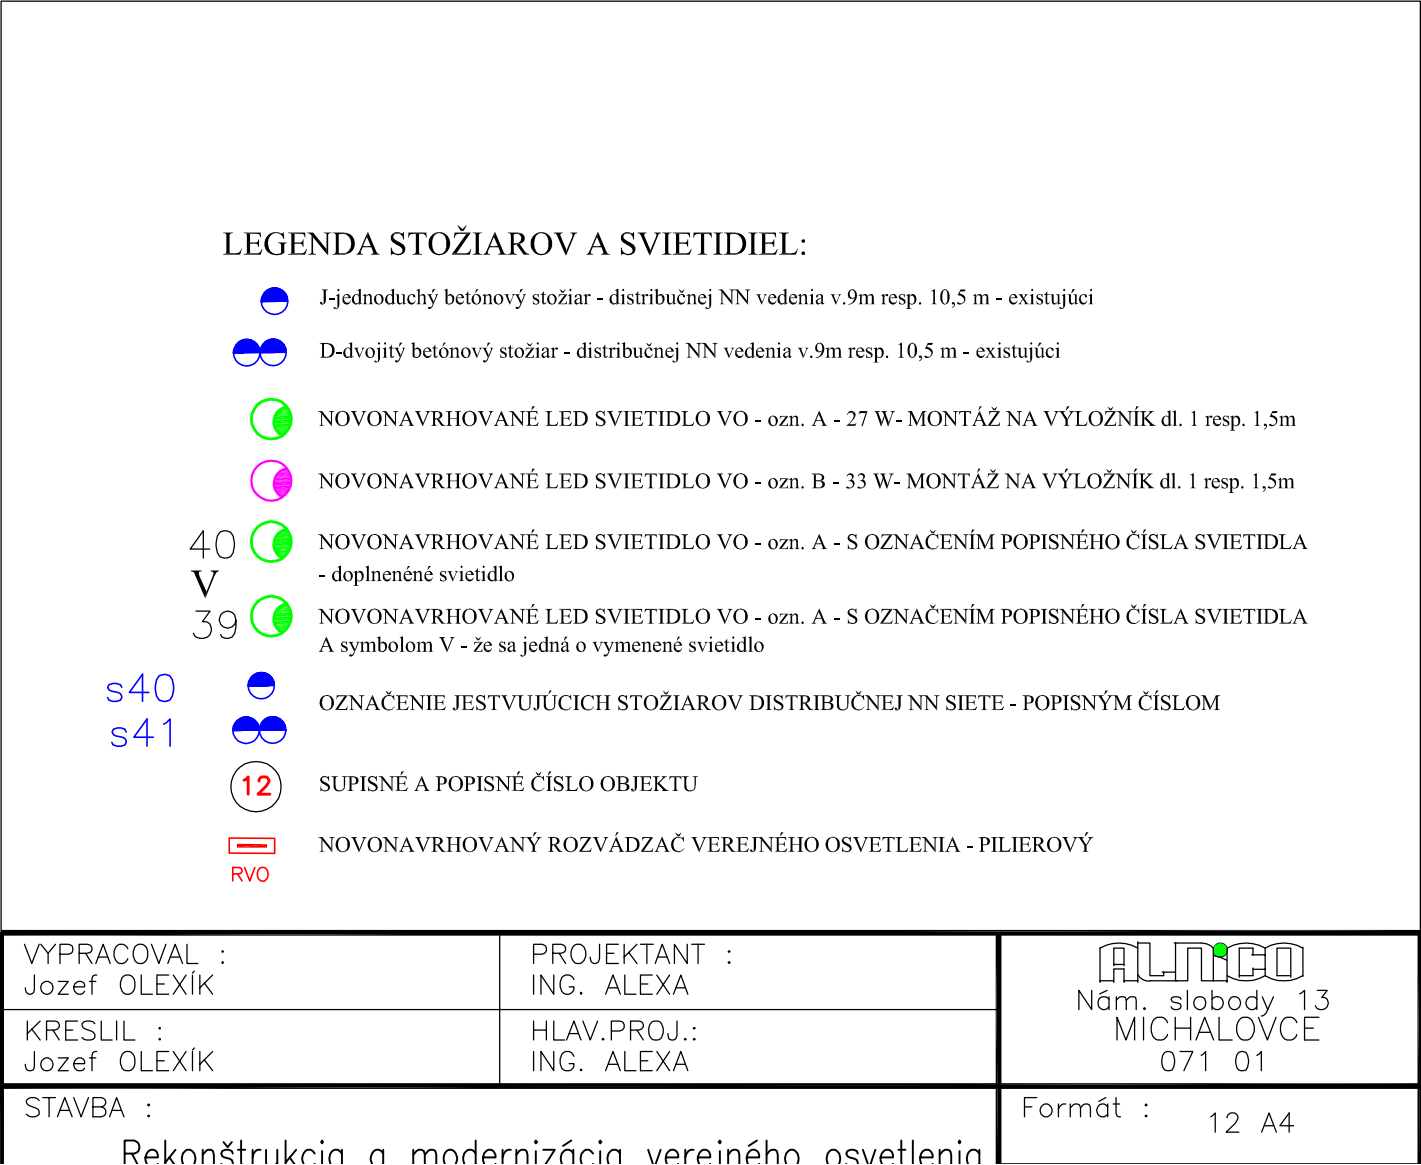 LEGENDA STOŽIAROV A SVIETIDIEL:
J-jednoduchý betónový stožiar - distribučnej NN vedenia v.9m resp. 10,5 m - existujúci
D-dvojitý betónový stožiar - distribučnej NN vedenia v.9m resp. 10,5 m - existujúci
NOVONAVRHOVANÉ LED SVIETIDLO VO - ozn. A - 27 W- MONTÁŽ NA VÝLOŽNÍK dl. 1 resp. 1,5m
NOVONAVRHOVANÉ LED SVIETIDLO VO - ozn. B - 33 W- MONTÁŽ NA VÝLOŽNÍK dl. 1 resp. 1,5m
40 NOVONAVRHOVANÉ LED SVIETIDLO VO - ozn. A - S OZNAČENÍM POPISNÉHO ČÍSLA SVIETIDLA
- doplnenéné svietidlo
V
39 NOVONAVRHOVANÉ LED SVIETIDLO VO - ozn. A - S OZNAČENÍM POPISNÉHO ČÍSLA SVIETIDLA
A symbolom V - že sa jedná o vymenené svietidlo
s40
OZNAČENIE JESTVUJÚCICH STOŽIAROV DISTRIBUČNEJ NN SIETE - POPISNÝM ČÍSLOM
s41
12 SUPISNÉ A POPISNÉ ČÍSLO OBJEKTU
NOVONAVRHOVANÝ ROZVÁDZAČ VEREJNÉHO OSVETLENIA - PILIEROVÝ
RVO
VYPRACOVAL :
Jozef OLEXÍK
PROJEKTANT :
ING. ALEXA
KRESLIL :
Jozef OLEXÍK
HLAV.PROJ.:
ING. ALEXA
ALNiCO
Nám. slobody 13
MICHALOVCE
071 01
STAVBA :
Rekonštrukcia a modernizácia verejného osvetlenia
Formát :
12 A4